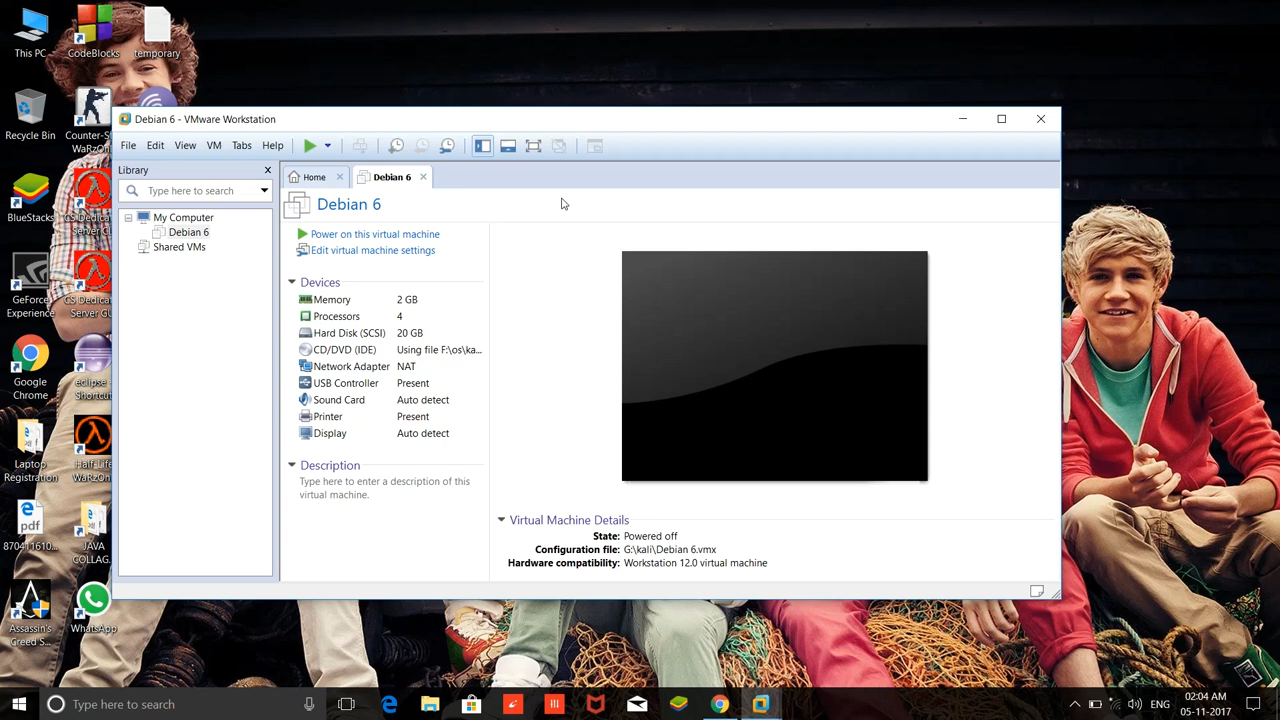 This PC
CodeBlocks
temporary
Recycle Bin
Counter-S...
WaRzOn...
BlueStacks
CS Dedicat...
Server GU...
GeForce
Experience
CS Dedicat...
Server GU...
Google
Chrome
eclipse -
Shortcut
Laptop
Registration
Half-Life
WaRzOn...
pdf
870411610...
JAVA
COLLAG...
Assassin's
Creed S...
WhatsApp
Debian 6 - VMware Workstation
File Edit View VM Tabs Help
Library
Type here to search
My Computer
Debian 6
Shared VMs
Home
Debian 6
Debian 6
Power on this virtual machine
Edit virtual machine settings
Devices
Memory 2 GB
Processors 4
Hard Disk (SCSI) 20 GB
CD/DVD (IDE) Using file F:\os\ka...
Network Adapter NAT
USB Controller Present
Sound Card Auto detect
Printer Present
Display Auto detect
Description
Type here to enter a description of this
virtual machine.
Virtual Machine Details
State: Powered off
Configuration file: G:\kali\Debian 6.vmx
Hardware compatibility: Workstation 12.0 virtual machine
Type here to search
ENG
02:04 AM
05-11-2017